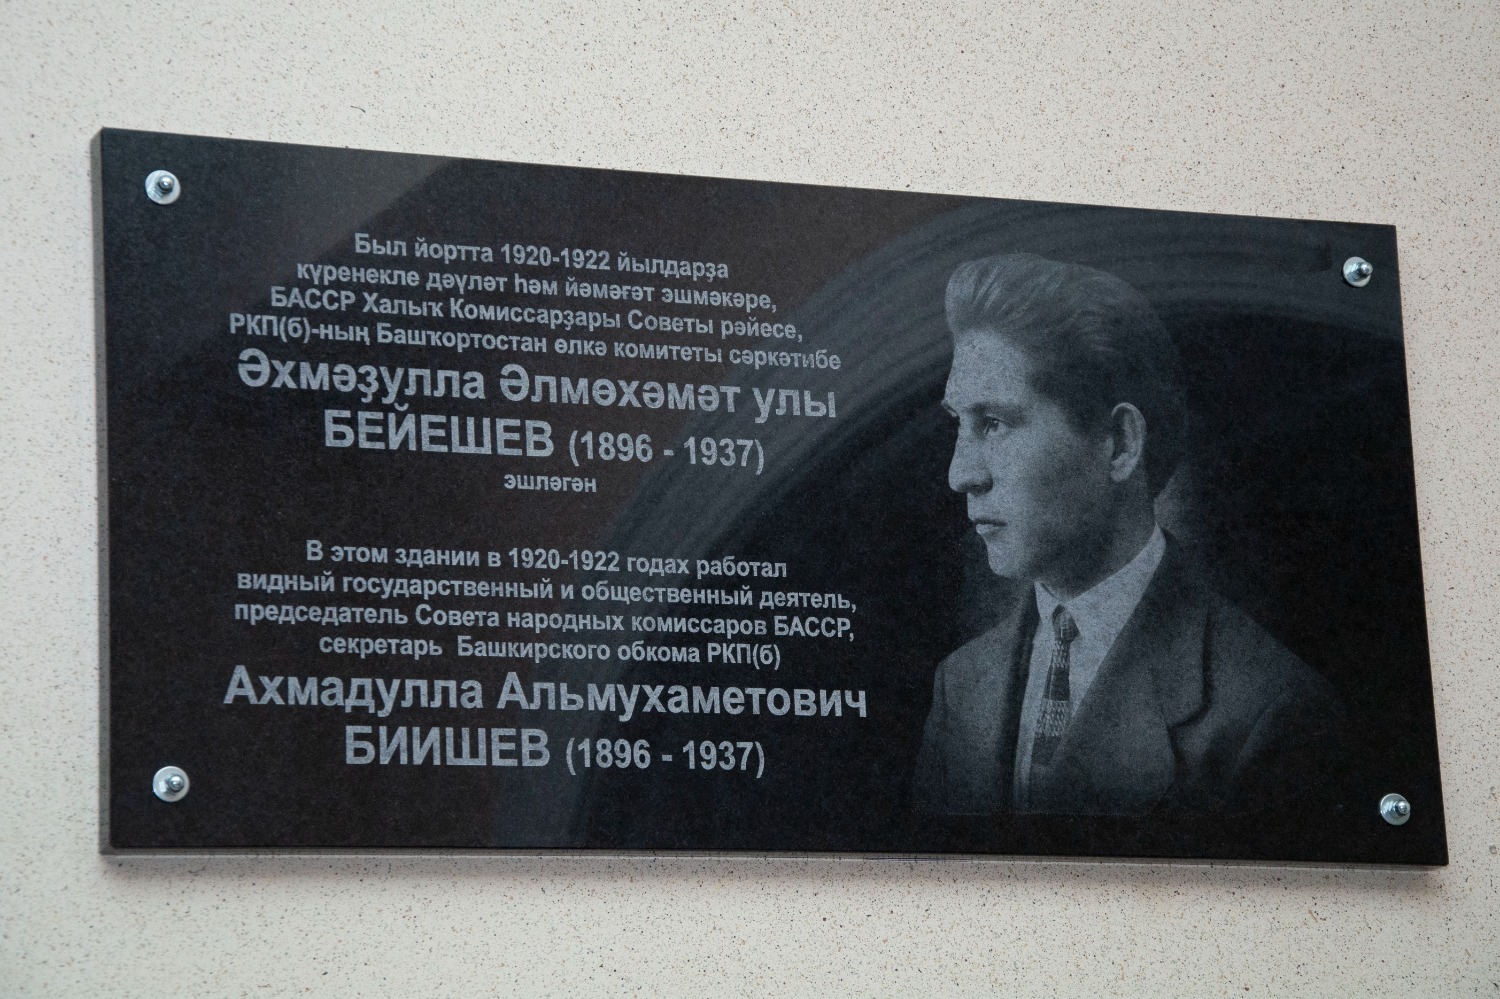 Был йортта 1920-1922 йылдарҙа
күренекле дәүләт һәм йәмәғәт эшмәкәре,
БАССР Халыҡ Комиссарҙары Советы рәйесе,
РКП(б)-ның Башҡортостан өлкә комитеты сәркәтибе
Әхмәҙулла Әлмөхәмәт улы
БЕЙЕШЕВ (1896 - 1937)
эшләгән
В этом здании в 1920-1922 годах работал
видный государственный и общественный деятель,
председатель Совета народных комиссаров БАССР,
секретарь Башкирского обкома РКП(б)
Ахмадулла Альмухаметович
БИИШЕВ (1896 - 1937)